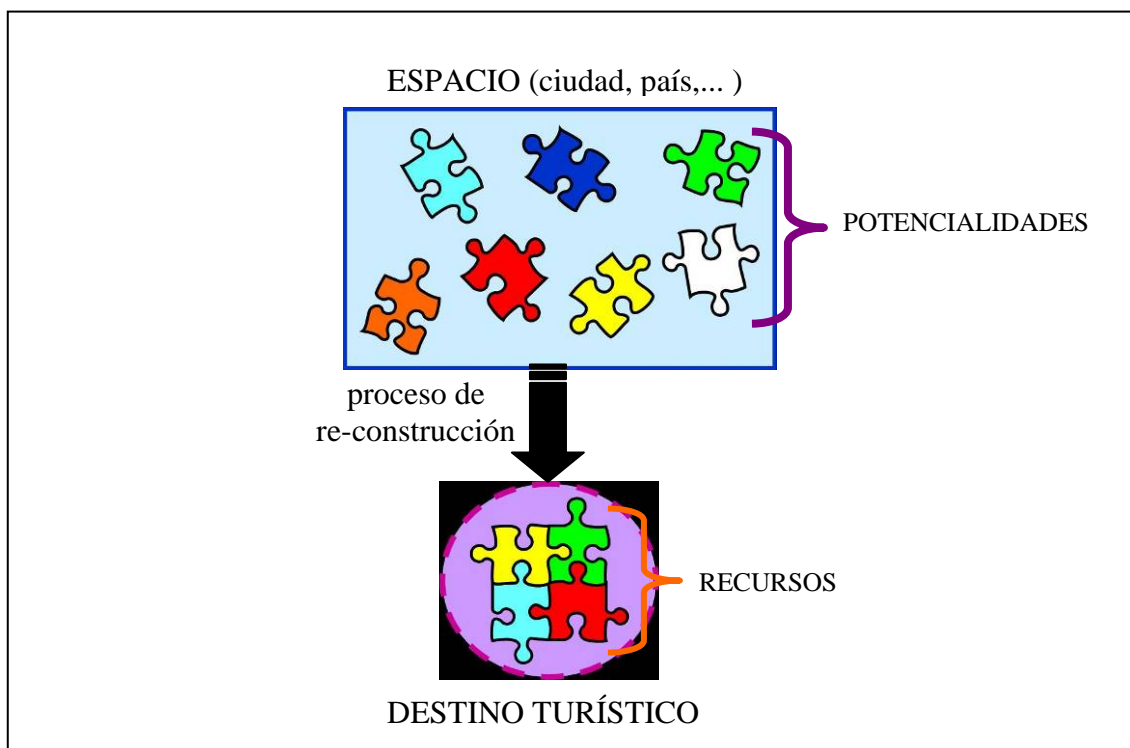 ESPACIO (ciudad, país,... )
POTENCIALIDADES
proceso de
re-construcción
RECURSOS
DESTINO TURÍSTICO